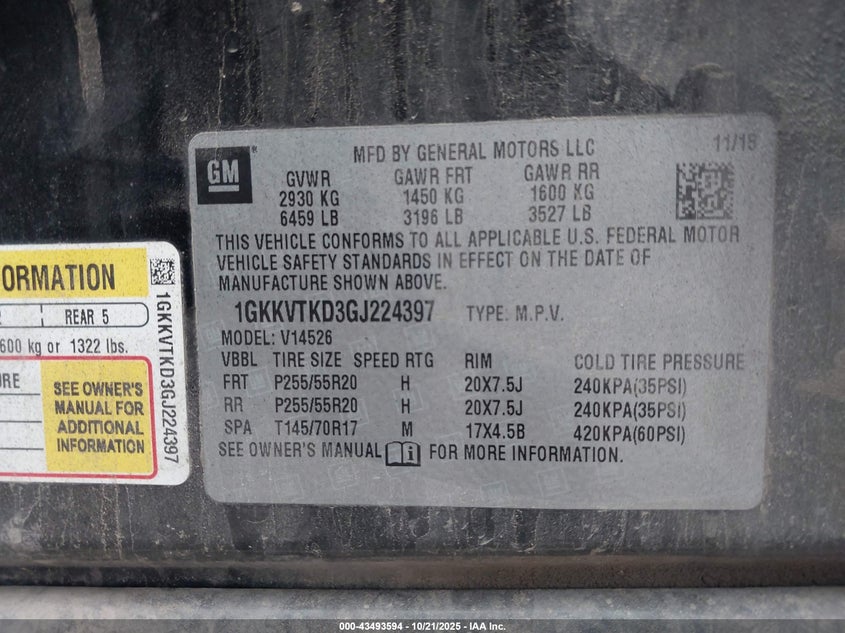 GM
MFD BY GENERAL MOTORS LLC
11/15
GVWR GAWR FRT GAWR RR
2930 KG 1450 KG 1600 KG
6459 LB 3196 LB 3527 LB
THIS VEHICLE CONFORMS TO ALL APPLICABLE U.S. FEDERAL MOTOR
VEHICLE SAFETY STANDARDS IN EFFECT ON THE DATE OF
MANUFACTURE SHOWN ABOVE.
1GKKVTKD3GJ224397 TYPE: M.P.V.
MODEL: V14526
VBBL TIRE SIZE SPEED RTG RIM COLD TIRE PRESSURE
FRT P255/55R20 H 20X7.5J 240KPA(35PSI)
RR P255/55R20 H 20X7.5J 240KPA(35PSI)
SPA T145/70R17 M 17X4.5B 420KPA(60PSI)
SEE OWNER'S MANUAL i FOR MORE INFORMATION.
ORMATION
REAR 5
600 kg or 1322 lbs.
URE
SEE OWNER'S
MANUAL FOR
ADDITIONAL
INFORMATION
1GKKVTKD3GJ224397
000-43493594 - 10/21/2025 - IAA Inc.